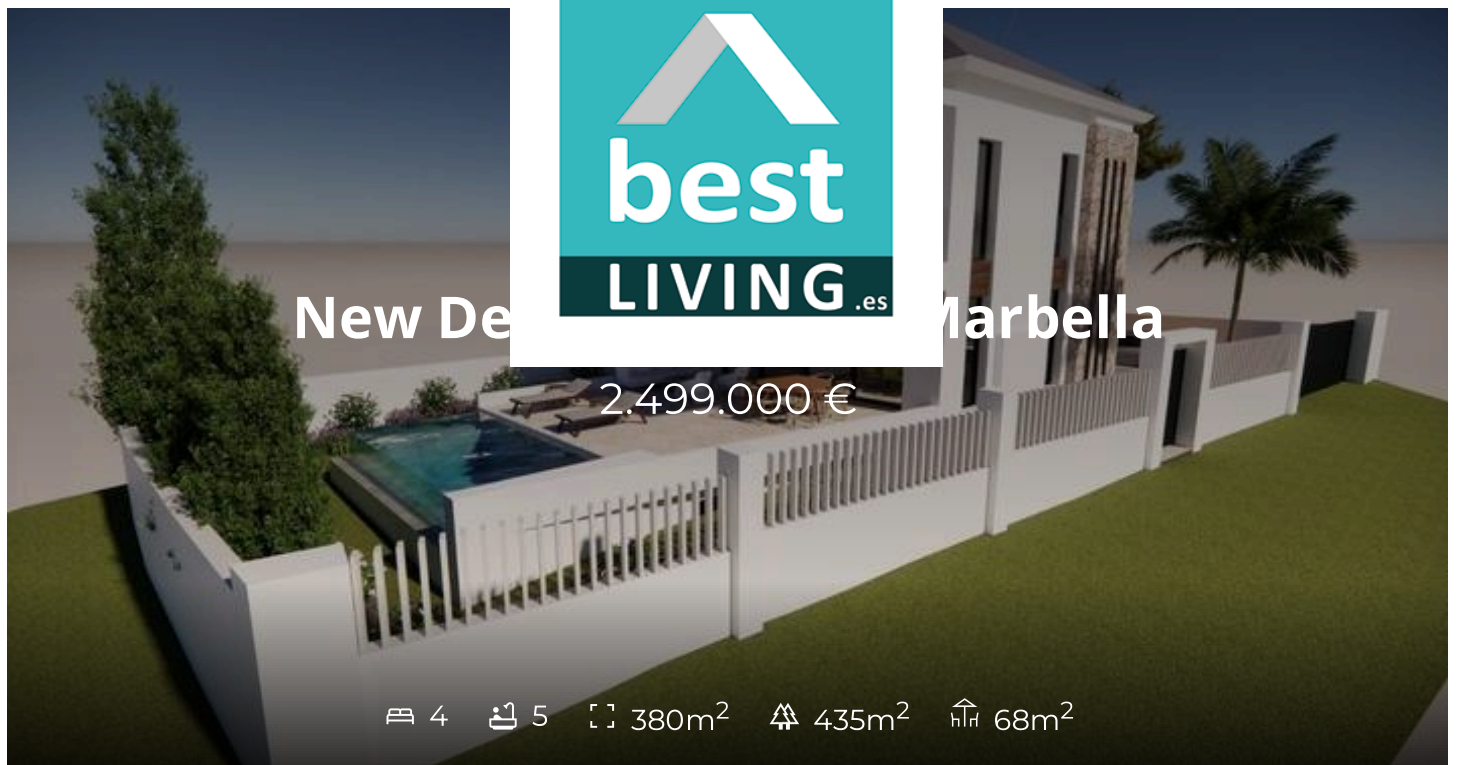 best
LIVING.es
New De Marbella
2.499.000 €
4 5 380m² 435m² 68m²